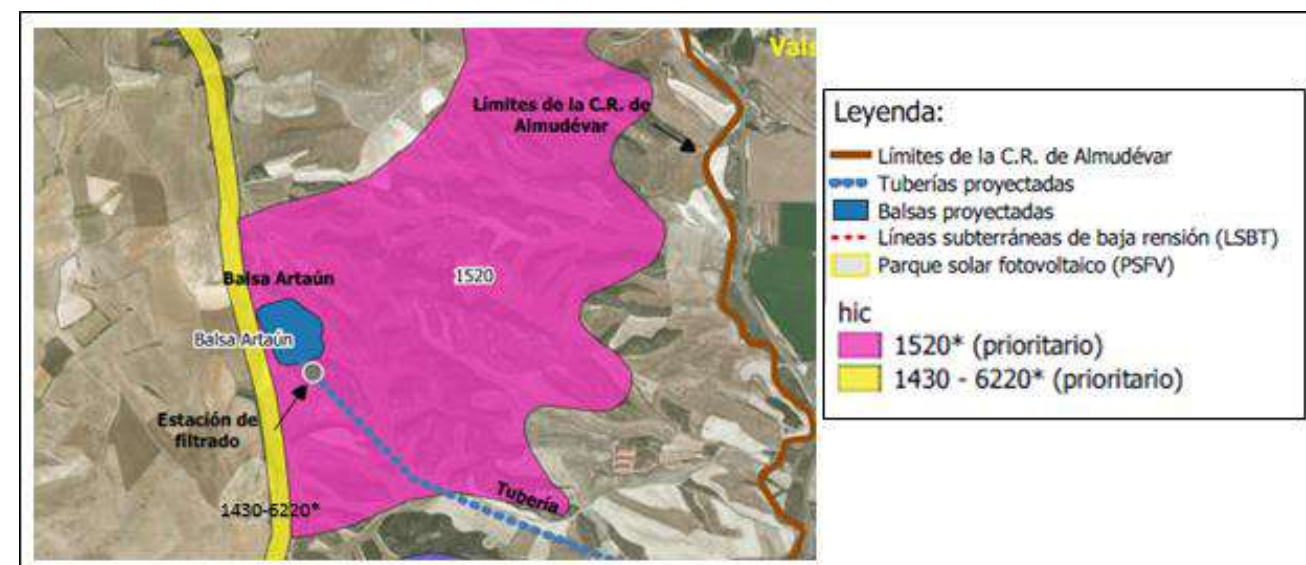 Vals
Límites de la C.R. de
Almudévar
1520
Balsa Artaún
Balsa Artaún
Estación de
filtrado
1430-6220*
Tubería
Leyenda:
Límites de la C.R. de Almudévar
Tuberías proyectadas
Balsas proyectadas
Líneas subterráneas de baja rensión (LSBT)
Parque solar fotovoltaico (PSFV)
hic
1520* (prioritario)
1430 - 6220* (prioritario)